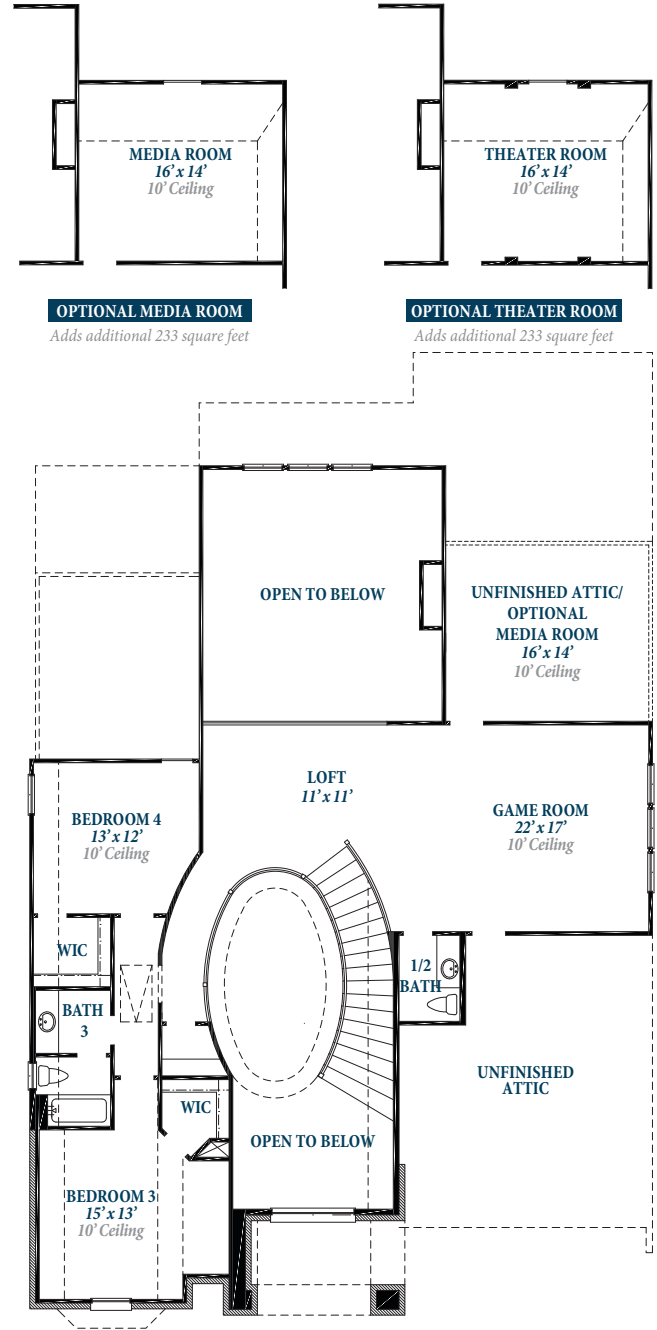 MEDIA ROOM
16’ x 14’
10’ Ceiling
OPTIONAL MEDIA ROOM
Adds additional 233 square feet
THEATER ROOM
16’ x 14’
10’ Ceiling
OPTIONAL THEATER ROOM
Adds additional 233 square feet
OPEN TO BELOW
UNFINISHED ATTIC/
OPTIONAL
MEDIA ROOM
16’ x 14’
10’ Ceiling
LOFT
11’ x 11’
GAME ROOM
22’ x 17’
10’ Ceiling
BEDROOM 4
13’ x 12’
10’ Ceiling
WIC
BATH
3
1/2
BATH
UNFINISHED
ATTIC
WIC
OPEN TO BELOW
BEDROOM 3
15’ x 13’
10’ Ceiling